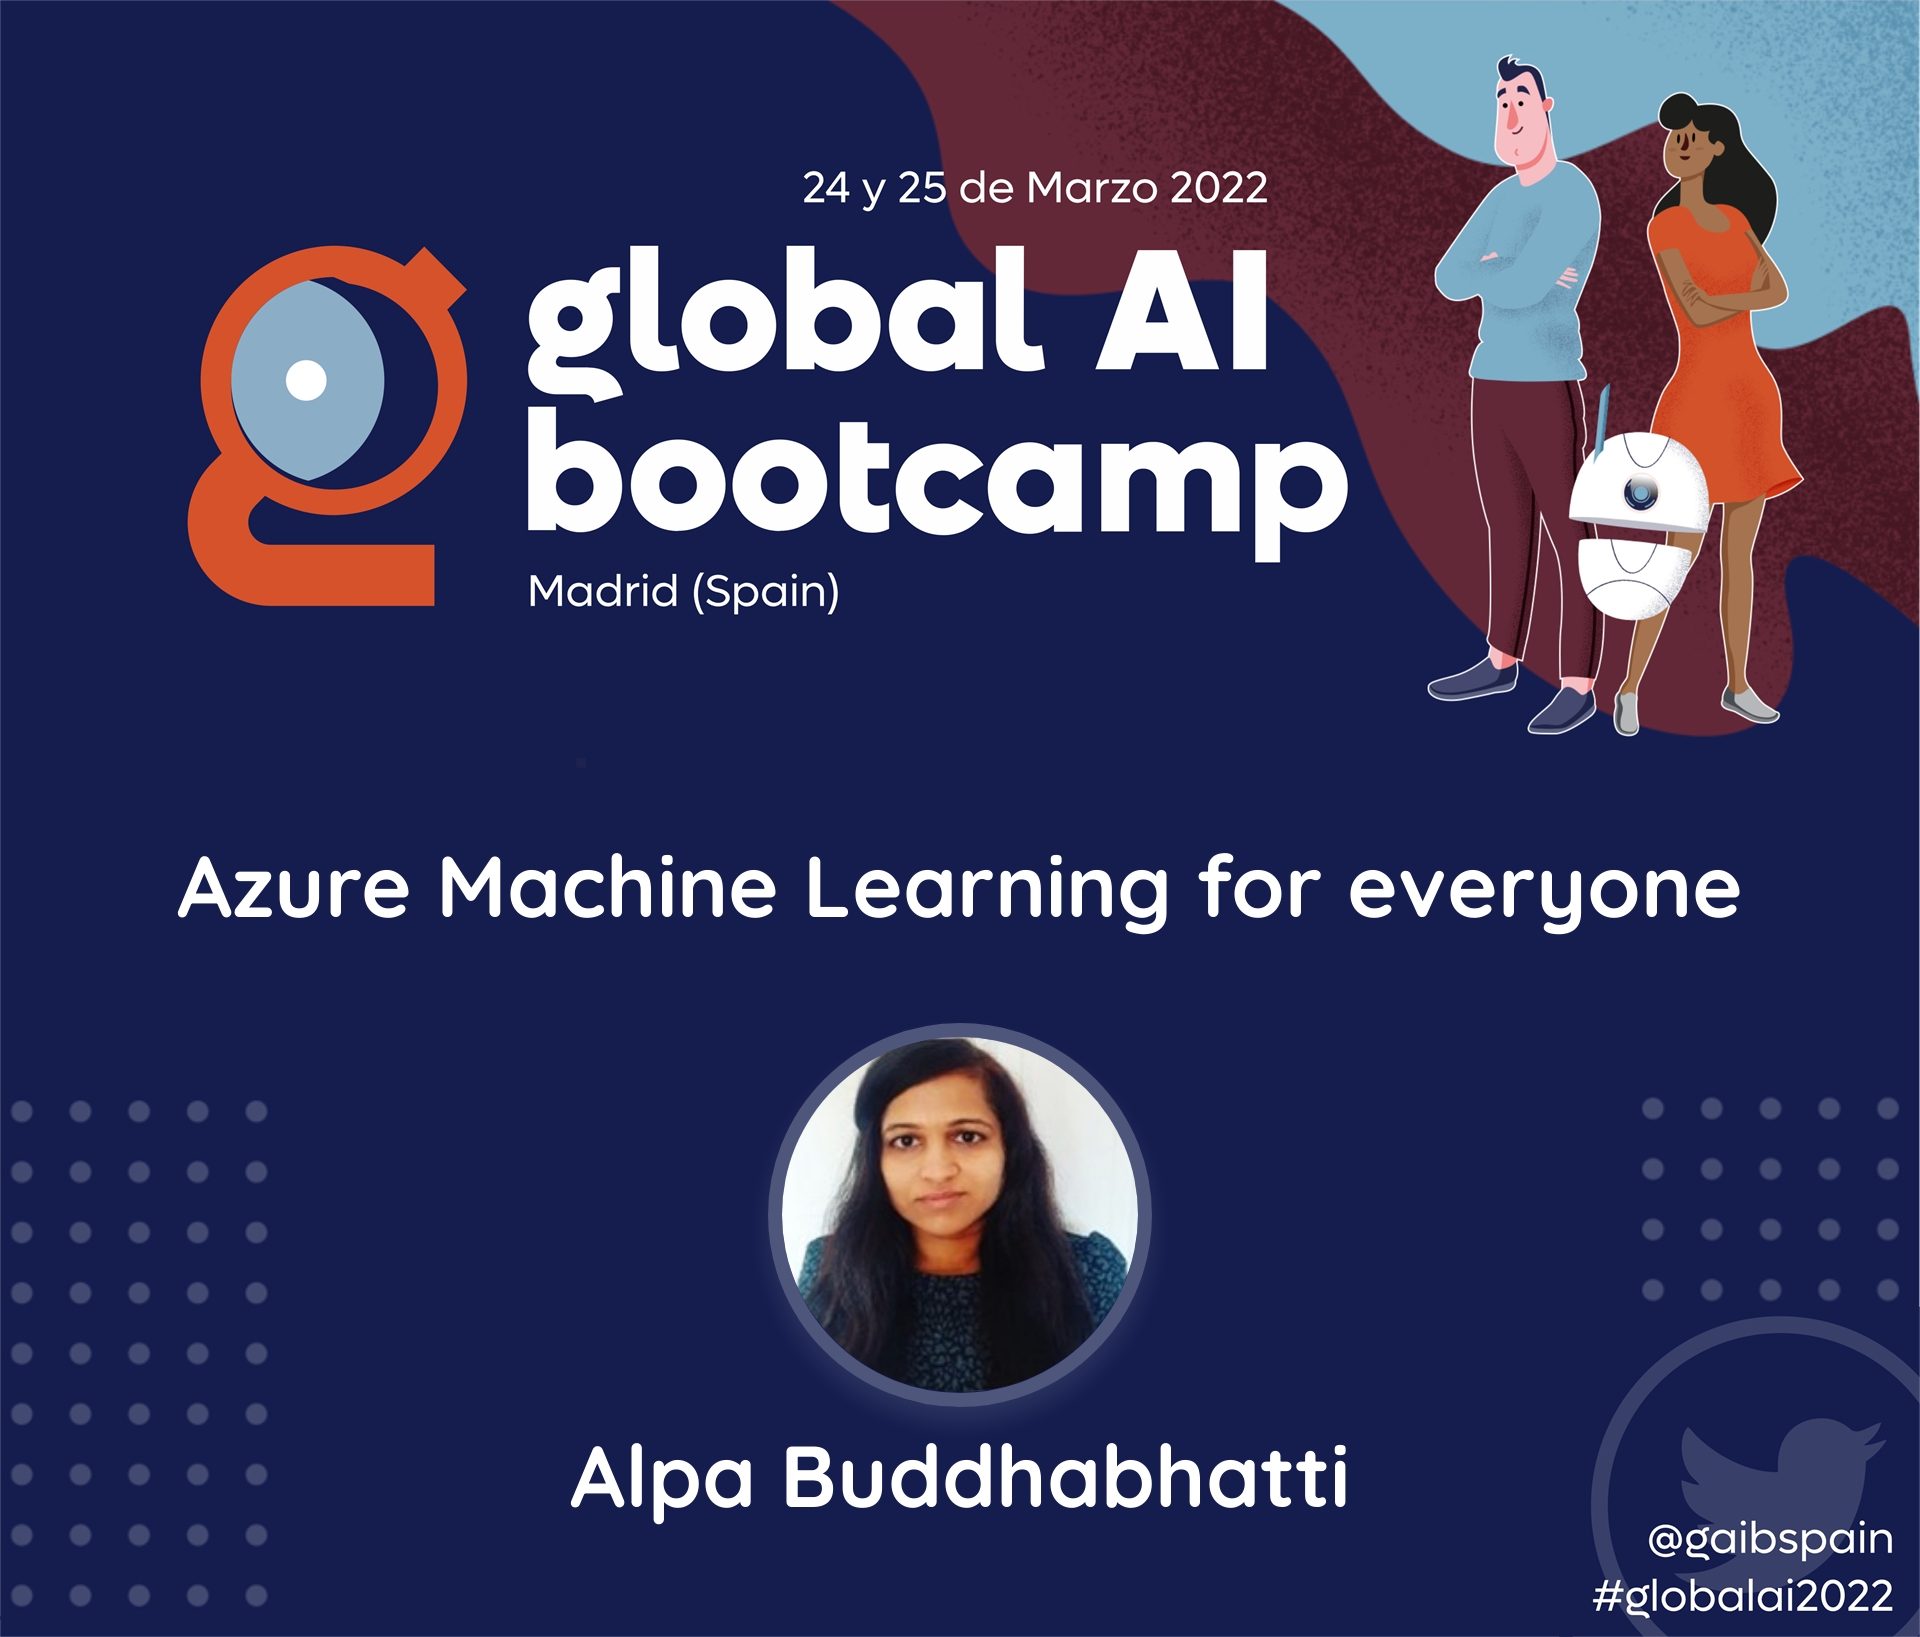 24 y 25 de Marzo 2022
global AI
bootcamp
Madrid (Spain)
Azure Machine Learning for everyone
Alpa Buddhabhatti
@gaibspain
#globalai2022